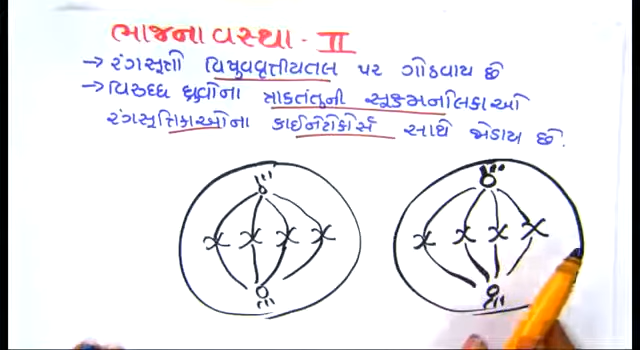 ભાજનાવસ્થા - II
→ રંગસૂત્રો વિષુવવૃત્તીયતલ પર ગોઠવાય છે
→ વિરુદ્ધ ધ્રુવોના ત્રાકતંતુની સૂક્ષ્મનલિકાઓ
રંગસૂત્રિકાઓના કાઈનેટોકોર્સ સાથે જોડાય છે.